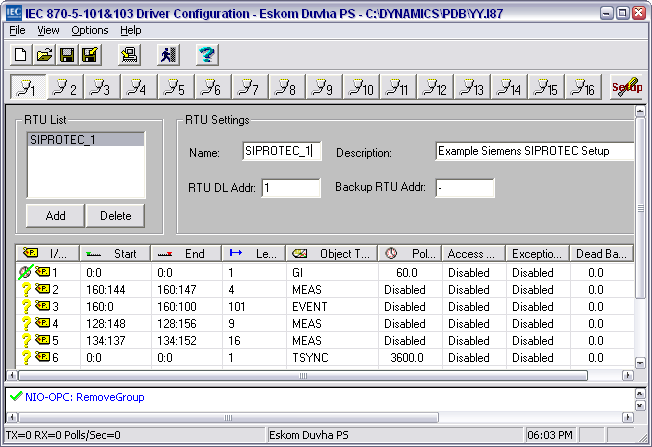 IEC IEC 870-5-101&103 Driver Configuration - Eskom Duvha PS - C:\DYNAMICS\PDB\YY.I87
File View Options Help
1 2 3 4 5 6 7 8 9 10 11 12 13 14 15 16 Setup
RTU List
SIPROTEC_1
Add Delete
RTU Settings
Name: SIPROTEC_1 Description: Example Siemens SIPROTEC Setup
RTU DL Addr: 1 Backup RTU Addr: -
I/... Start End Le... Object T... Pol... Access ... Exceptio... Dead Ba...
1 0:0 0:0 1 GI 60.0 Disabled Disabled 0.0
2 160:144 160:147 4 MEAS Disabled Disabled Disabled 0.0
3 160:0 160:100 101 EVENT Disabled Disabled Disabled 0.0
4 128:148 128:156 9 MEAS Disabled Disabled Disabled 0.0
5 134:137 134:152 16 MEAS Disabled Disabled Disabled 0.0
6 0:0 0:0 1 TSYNC 3600.0 Disabled Disabled 0.0
NIO-OPC: RemoveGroup
TX=0 RX=0 Polls/Sec=0 Eskom Duvha PS 06:03 PM